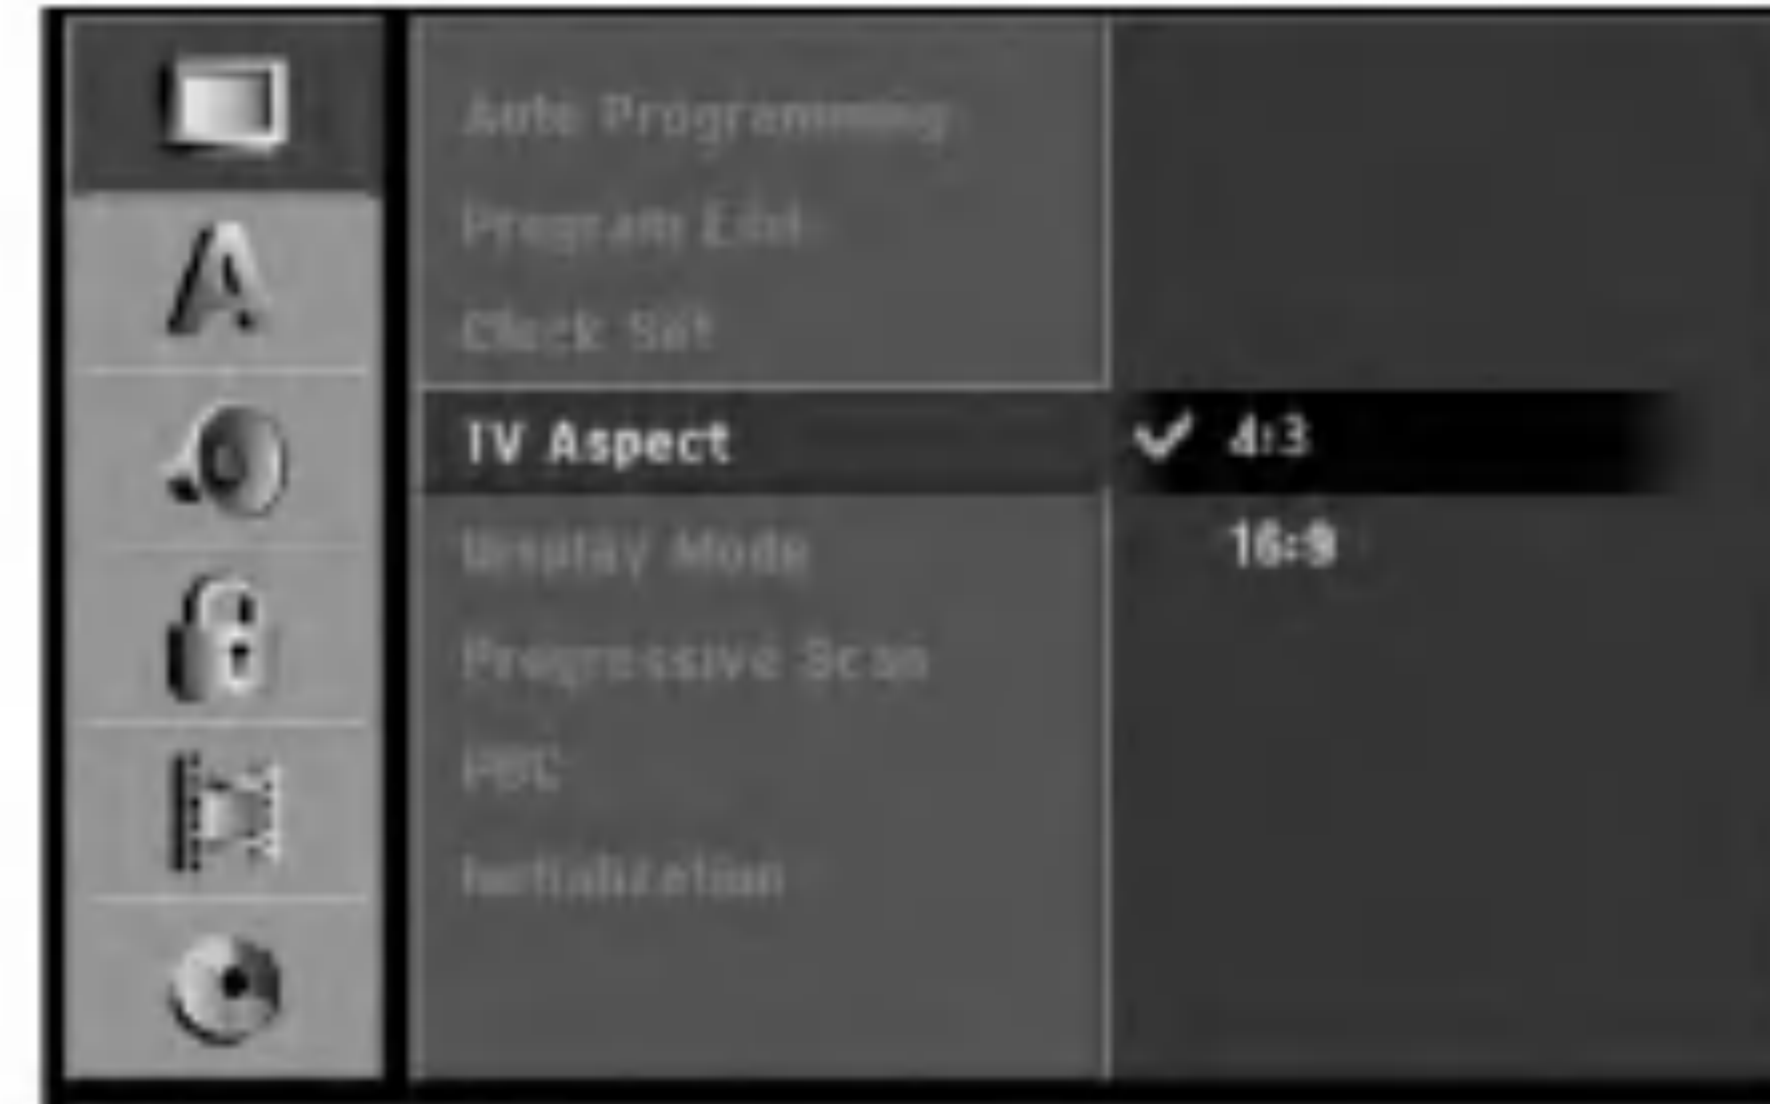 A
Auto Programming
Program Edit
Clock Set
TV Aspect
4:3
16:9
Display Mode
Progressive Scan
PBC
Initialization